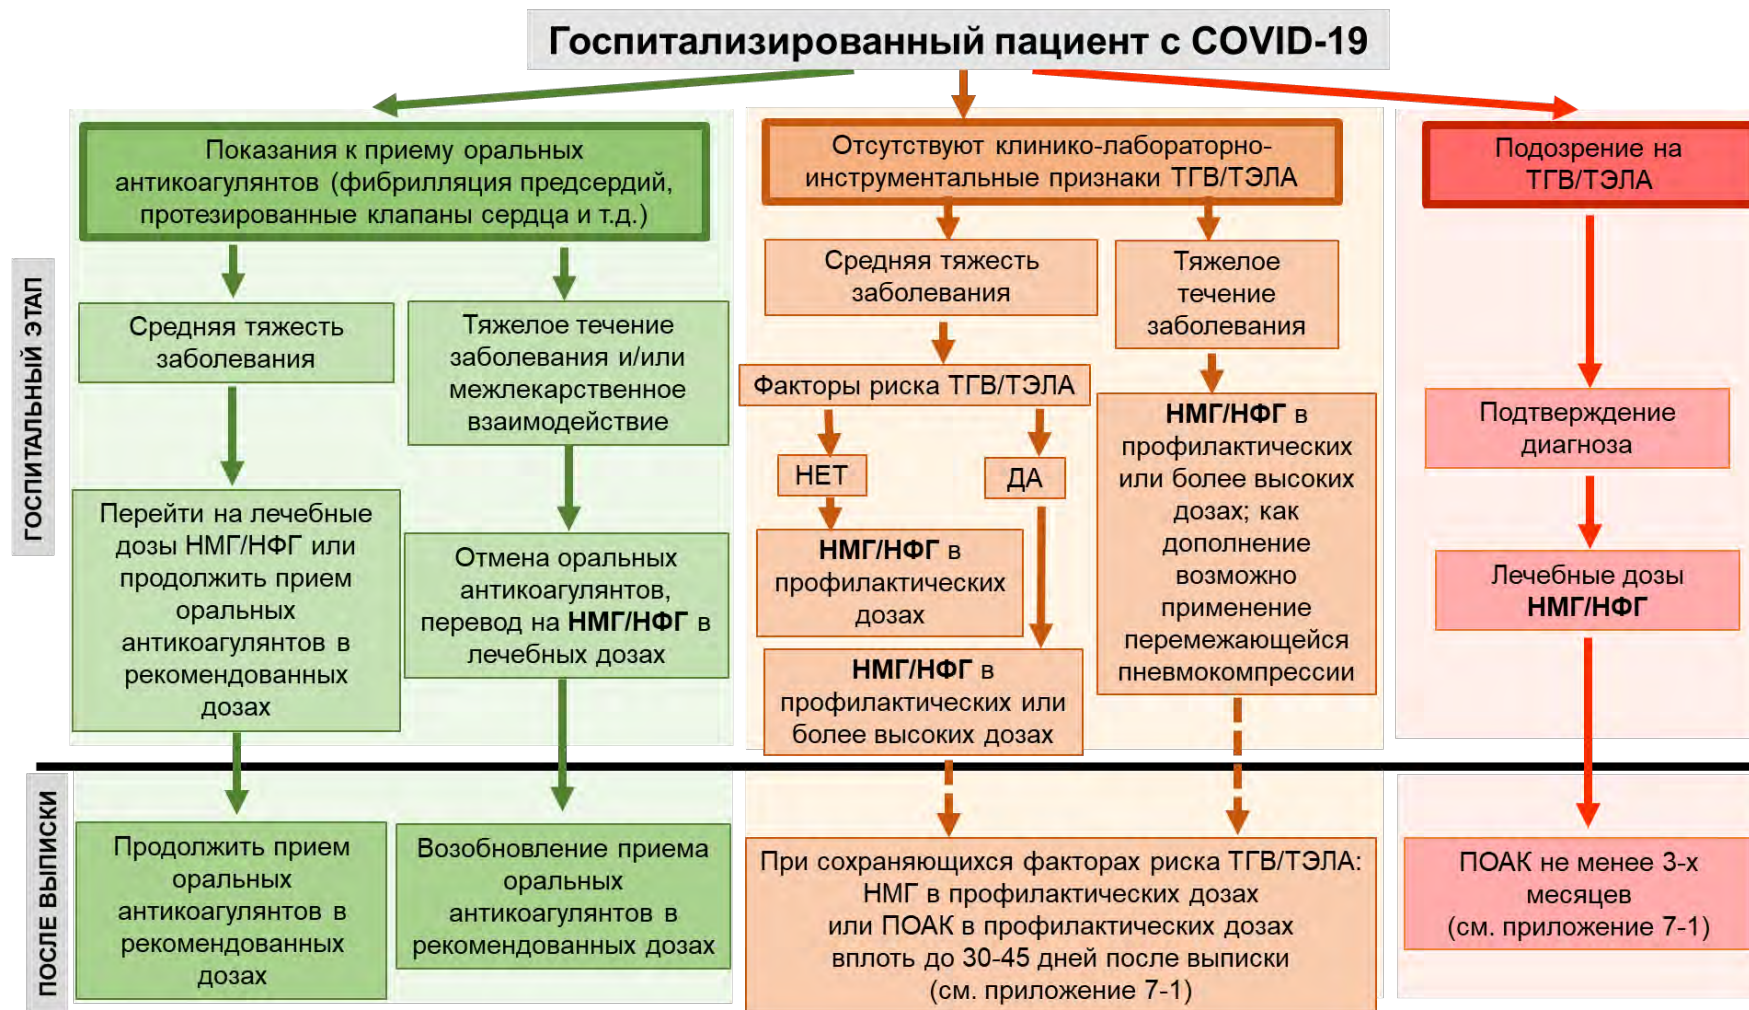 Госпитализированный пациент с COVID-19
ГОСПИТАЛЬНЫЙ ЭТАП
Показания к приему оральных
антикоагулянтов (фибрилляция предсердий,
протезированные клапаны сердца и т.д.)
Средняя тяжесть
заболевания
Перейти на лечебные
дозы НМГ/НФГ или
продолжить прием
оральных
антикоагулянтов в
рекомендованных
дозах
Тяжелое течение
заболевания и/или
межлекарственное
взаимодействие
Отмена оральных
антикоагулянтов,
перевод на НМГ/НФГ в
лечебных дозах
Отсутствуют клинико-лабораторно-
инструментальные признаки ТГВ/ТЭЛА
Средняя тяжесть
заболевания
Факторы риска ТГВ/ТЭЛА
НЕТ
ДА
НМГ/НФГ в
профилактических
дозах
НМГ/НФГ в
профилактических или
более высоких дозах
Тяжелое
течение
заболевания
НМГ/НФГ в
профилактических
или более высоких
дозах; как
дополнение
возможно
применение
перемежающейся
пневмокомпрессии
Подозрение на
ТГВ/ТЭЛА
Подтверждение
диагноза
Лечебные дозы
НМГ/НФГ
ПОСЛЕ ВЫПИСКИ
Продолжить прием
оральных
антикоагулянтов в
рекомендованных
дозах
Возобновление приема
оральных
антикоагулянтов в
рекомендованных дозах
При сохраняющихся факторах риска ТГВ/ТЭЛА:
НМГ в профилактических дозах
или ПОАК в профилактических дозах
вплоть до 30-45 дней после выписки
(см. приложение 7-1)
ПОАК не менее 3-х
месяцев
(см. приложение 7-1)